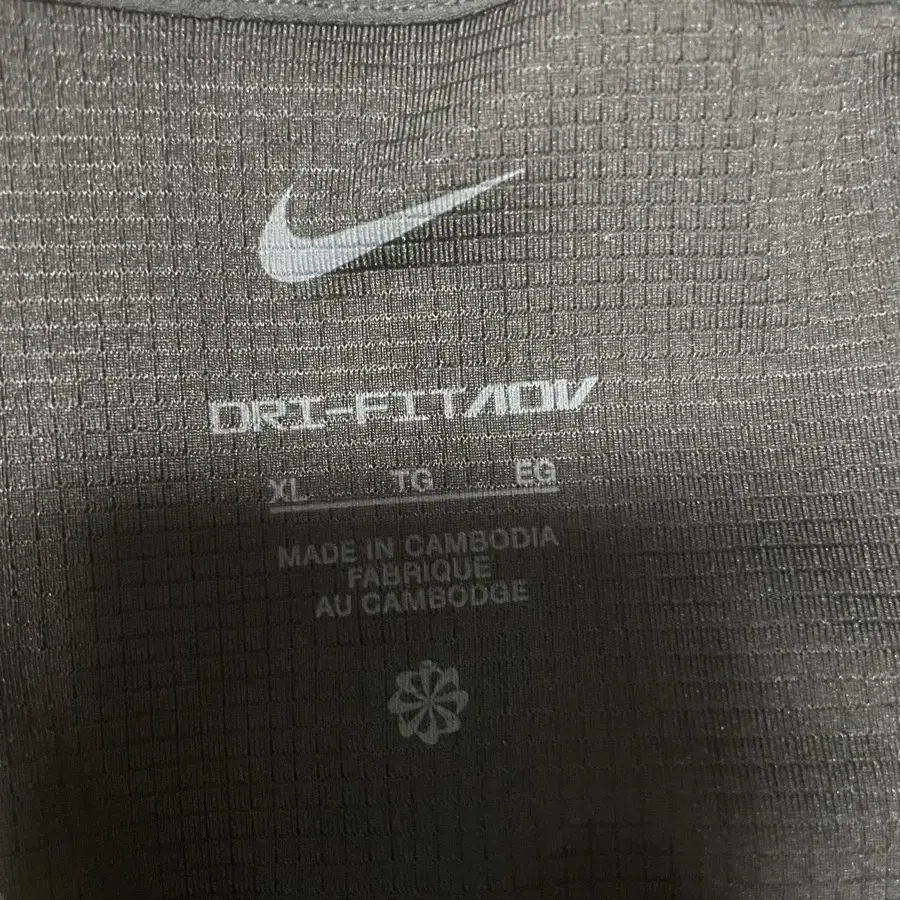 DRI-FIT ADV
XL TG EG
MADE IN CAMBODIA
FABRIQUE
AU CAMBODGE